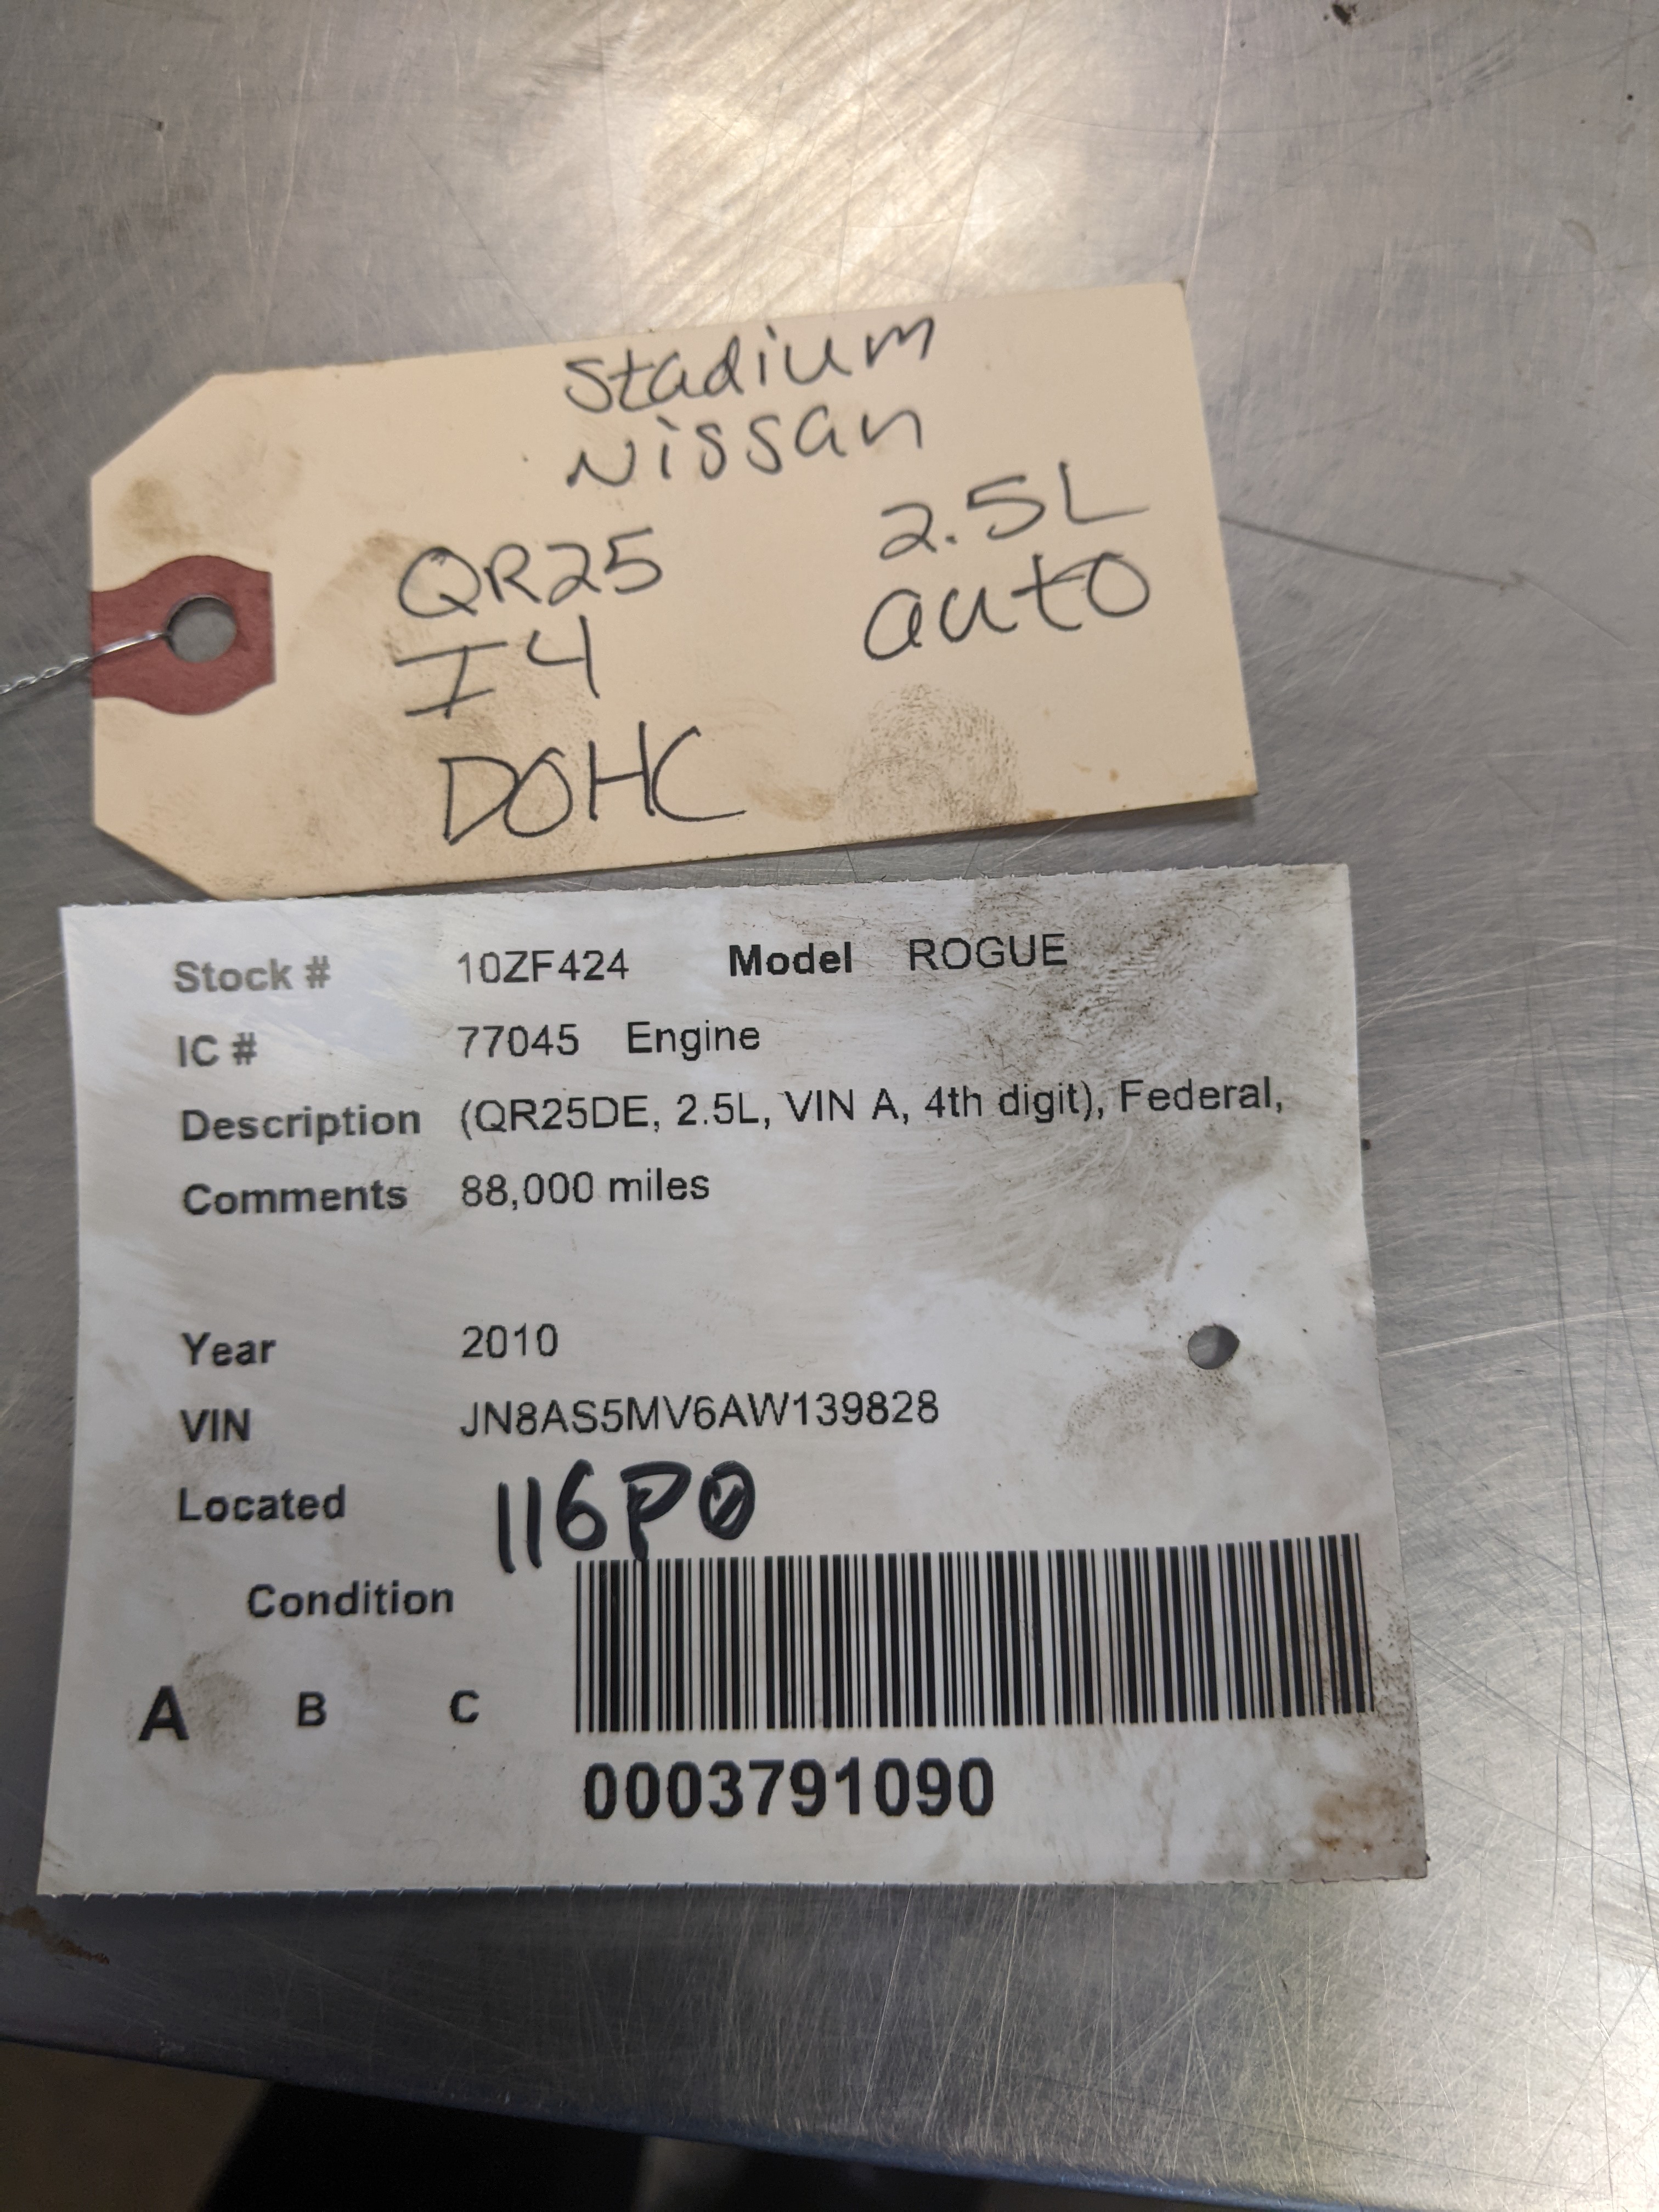 Stadium
Nissan
QR25 2.5L
I4 auto
DOHC
Stock # 10ZF424 Model ROGUE
IC # 77045 Engine
Description (QR25DE, 2.5L, VIN A, 4th digit), Federal,
Comments 88,000 miles
Year 2010
VIN JN8AS5MV6AW139828
Located 116P0
Condition
A B C
0003791090